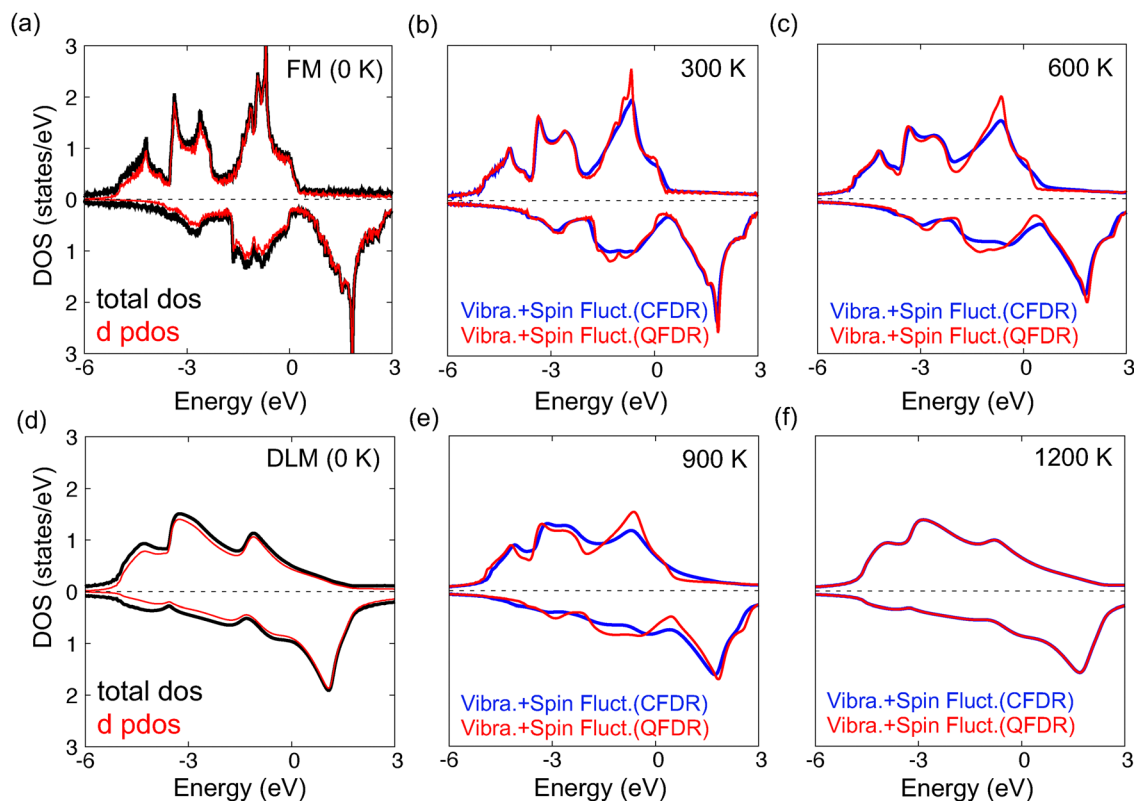 (a)
FM (0 K)
3
2
1
0
1
2
3
DOS (states/eV)
total dos
d pdos
-6
-3
0
3
Energy (eV)
(b)
300 K
Vibra.+Spin Fluct.(CFDR)
Vibra.+Spin Fluct.(QFDR)
-6
-3
0
3
Energy (eV)
(c)
600 K
Vibra.+Spin Fluct.(CFDR)
Vibra.+Spin Fluct.(QFDR)
-6
-3
0
3
Energy (eV)
(d)
DLM (0 K)
3
2
1
0
1
2
3
DOS (states/eV)
total dos
d pdos
-6
-3
0
3
Energy (eV)
(e)
900 K
Vibra.+Spin Fluct.(CFDR)
Vibra.+Spin Fluct.(QFDR)
-6
-3
0
3
Energy (eV)
(f)
1200 K
Vibra.+Spin Fluct.(CFDR)
Vibra.+Spin Fluct.(QFDR)
-6
-3
0
3
Energy (eV)